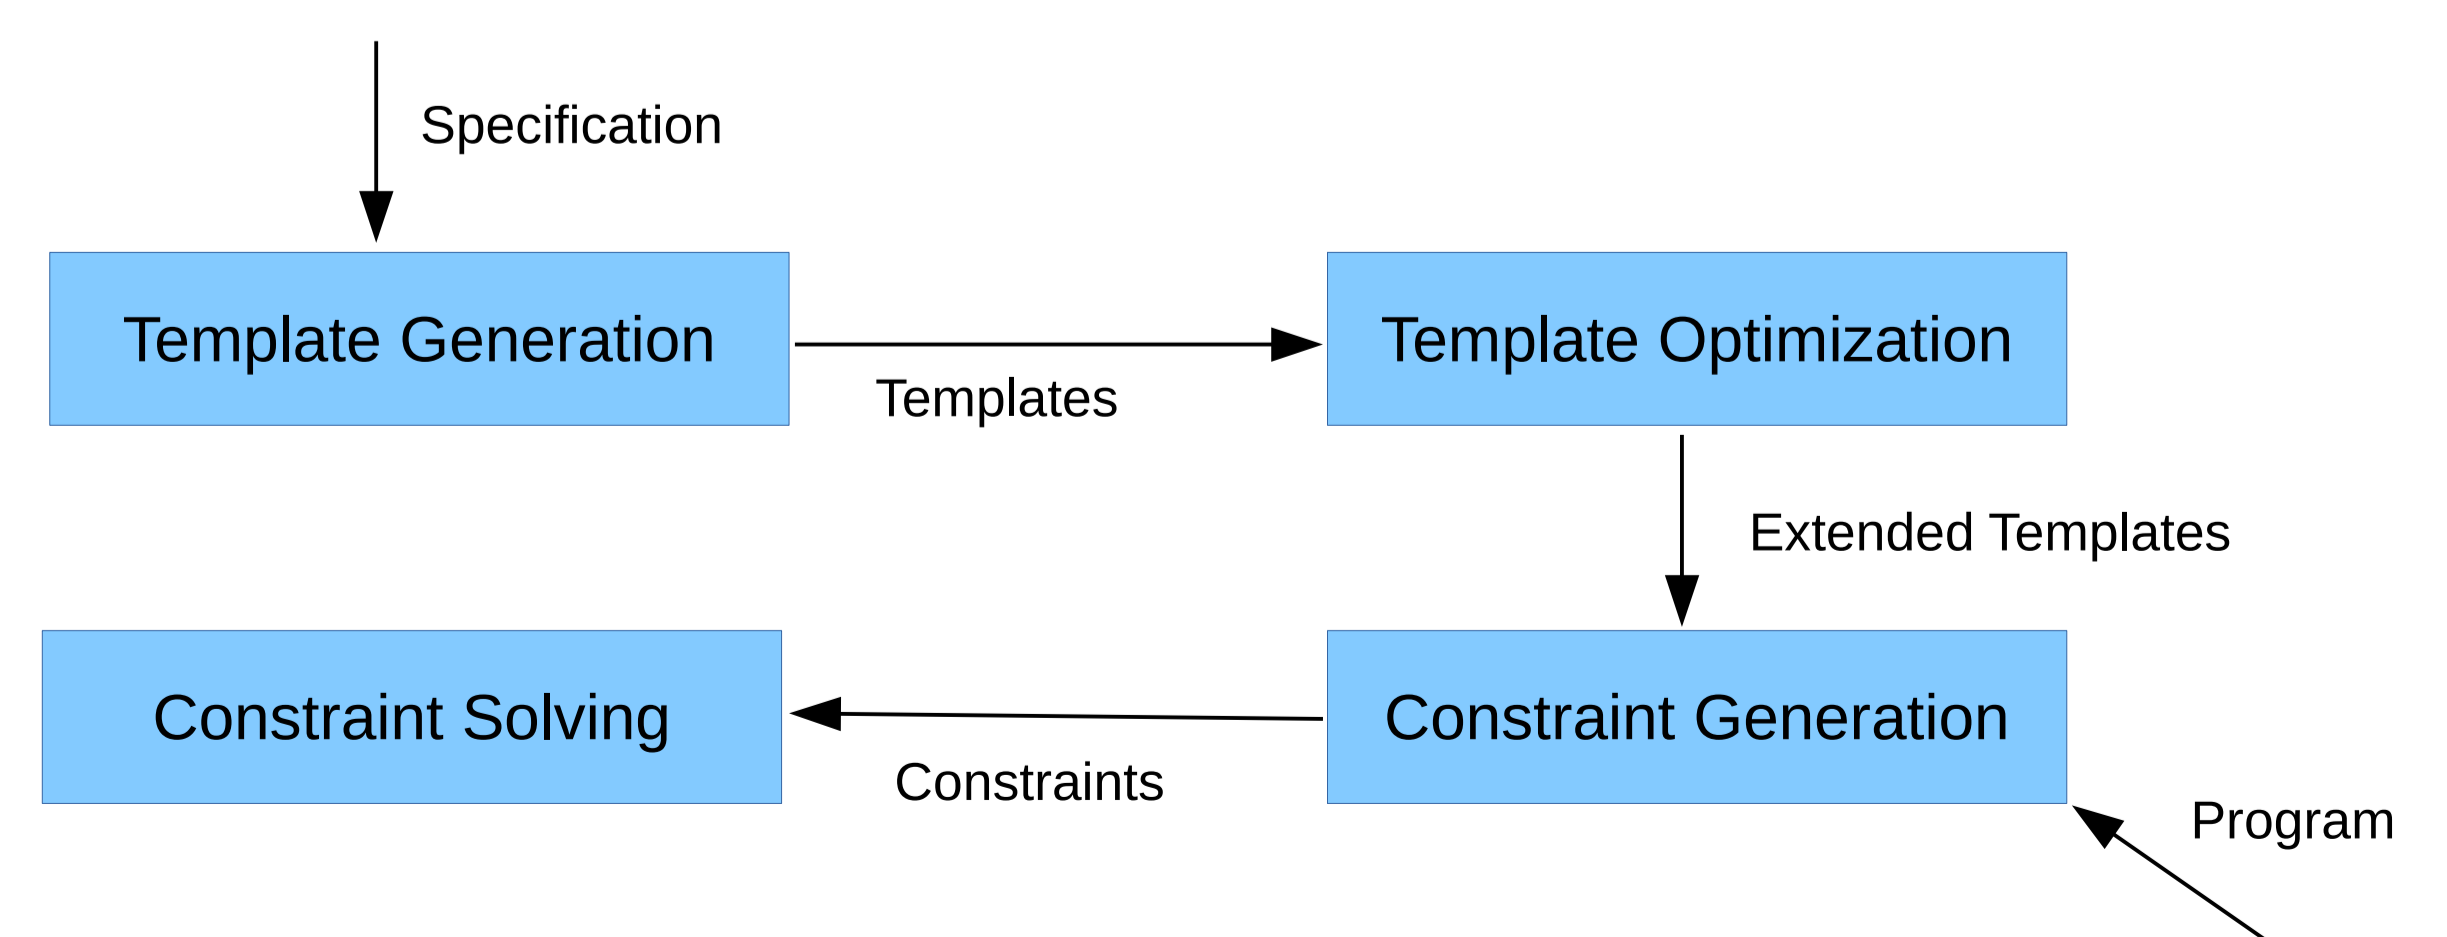 Specification
Template Generation
Templates
Template Optimization
Extended Templates
Constraint Solving
Constraints
Constraint Generation
Program